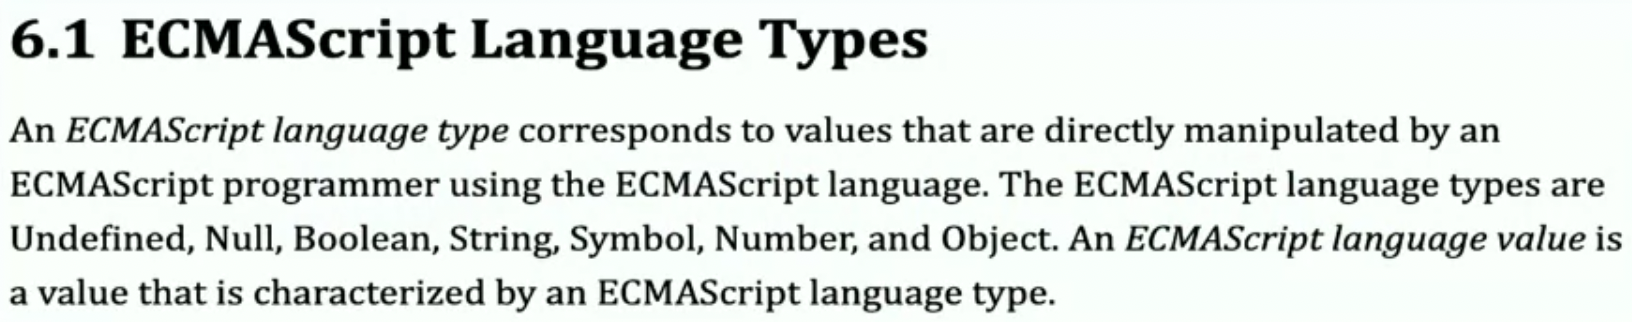 6.1 ECMAScript Language Types
An ECMAScript language type corresponds to values that are directly manipulated by an
ECMAScript programmer using the ECMAScript language. The ECMAScript language types are
Undefined, Null, Boolean, String, Symbol, Number, and Object. An ECMAScript language value is
a value that is characterized by an ECMAScript language type.